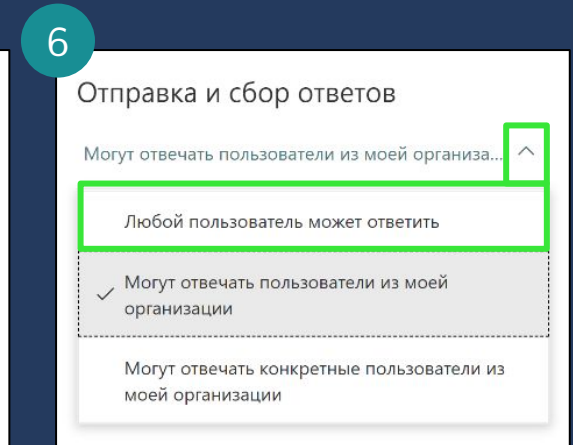 6
Отправка и сбор ответов
Могут отвечать пользователи из моей организа...
Любой пользователь может ответить
Могут отвечать пользователи из моей
организации
Могут отвечать конкретные пользователи из
моей организации